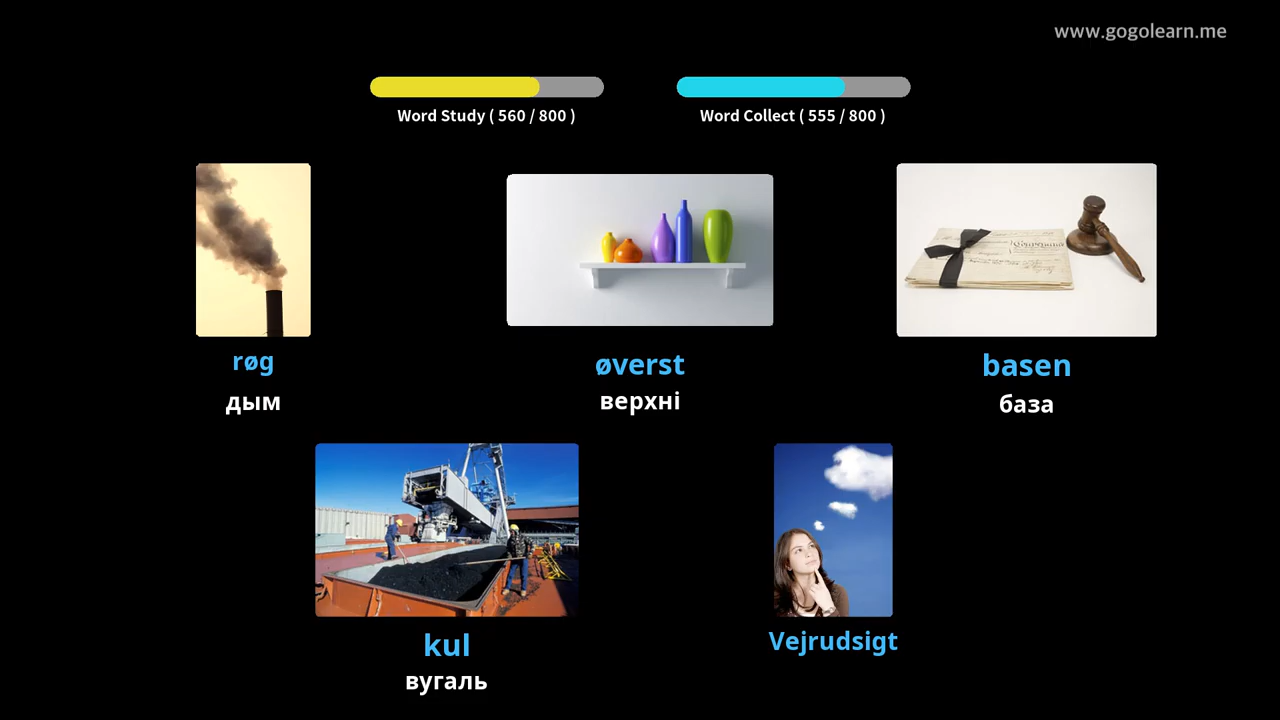 www.gogolearn.me
Word Study ( 560 / 800 )
Word Collect ( 555 / 800 )
røg
дым
øverst
верхні
basen
база
kul
вугаль
Vejrudsigt